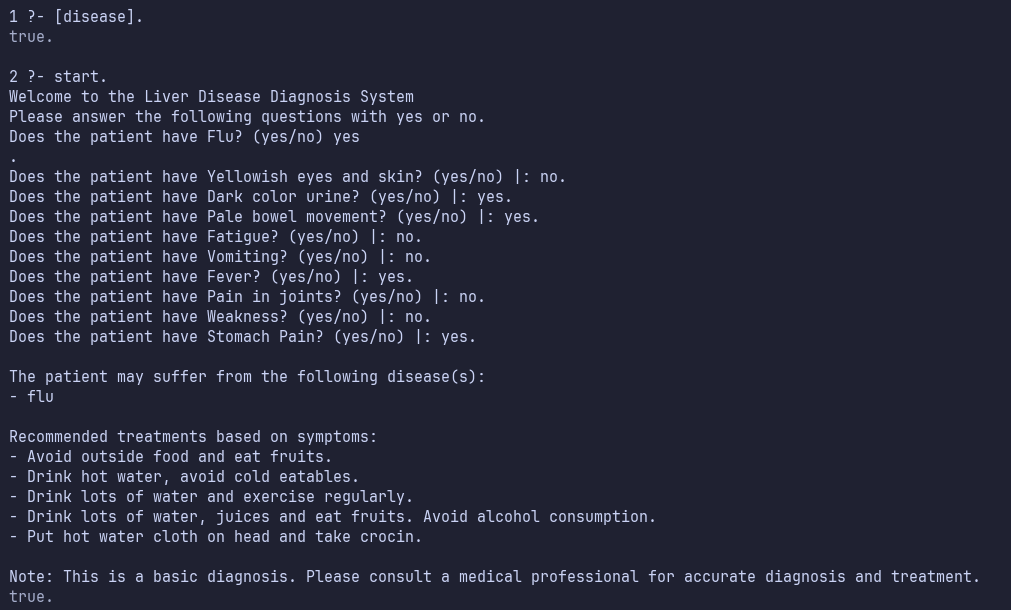 1 ?- [disease].
true.
2 ?- start.
Welcome to the Liver Disease Diagnosis System
Please answer the following questions with yes or no.
Does the patient have Flu? (yes/no) yes
.
Does the patient have Yellowish eyes and skin? (yes/no) |: no.
Does the patient have Dark color urine? (yes/no) |: yes.
Does the patient have Pale bowel movement? (yes/no) |: yes.
Does the patient have Fatigue? (yes/no) |: no.
Does the patient have Vomiting? (yes/no) |: no.
Does the patient have Fever? (yes/no) |: yes.
Does the patient have Pain in joints? (yes/no) |: no.
Does the patient have Weakness? (yes/no) |: no.
Does the patient have Stomach Pain? (yes/no) |: yes.
The patient may suffer from the following disease(s):
- flu
Recommended treatments based on symptoms:
- Avoid outside food and eat fruits.
- Drink hot water, avoid cold eatables.
- Drink lots of water and exercise regularly.
- Drink lots of water, juices and eat fruits. Avoid alcohol consumption.
- Put hot water cloth on head and take crocin.
Note: This is a basic diagnosis. Please consult a medical professional for accurate diagnosis and treatment.
true.